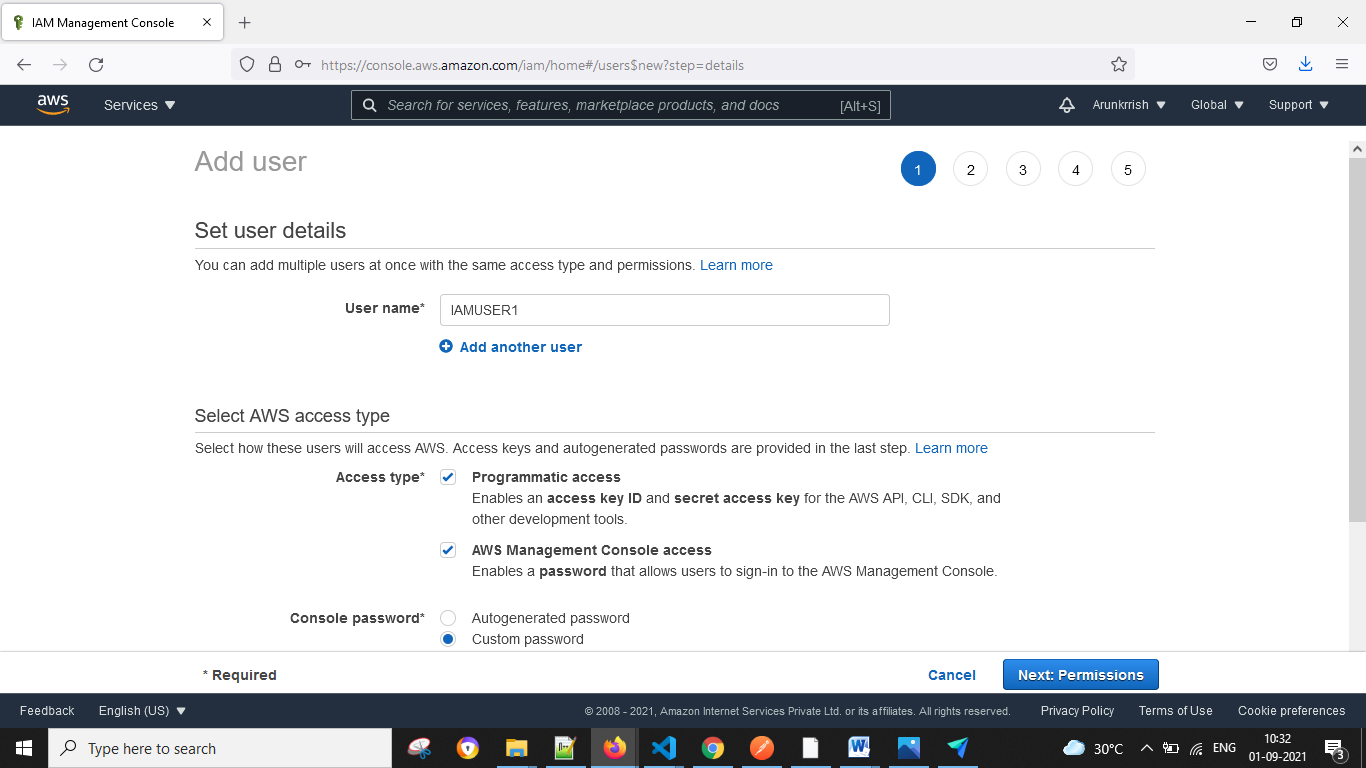 IAM Management Console
https://console.aws.amazon.com/iam/home#/users$new?step=details
aws
Services
Search for services, features, marketplace products, and docs
[Alt+S]
Arunkrrish
Global
Support
Add user
1
2
3
4
5
Set user details
You can add multiple users at once with the same access type and permissions. Learn more
User name*
IAMUSER1
Add another user
Select AWS access type
Select how these users will access AWS. Access keys and autogenerated passwords are provided in the last step. Learn more
Access type*
Programmatic access
Enables an access key ID and secret access key for the AWS API, CLI, SDK, and
other development tools.
AWS Management Console access
Enables a password that allows users to sign-in to the AWS Management Console.
Console password*
Autogenerated password
Custom password
* Required
Cancel
Next: Permissions
Feedback
English (US)
© 2008 - 2021, Amazon Internet Services Private Ltd. or its affiliates. All rights reserved.
Privacy Policy
Terms of Use
Cookie preferences
Type here to search
W
30°C
ENG
10:32
01-09-2021
3